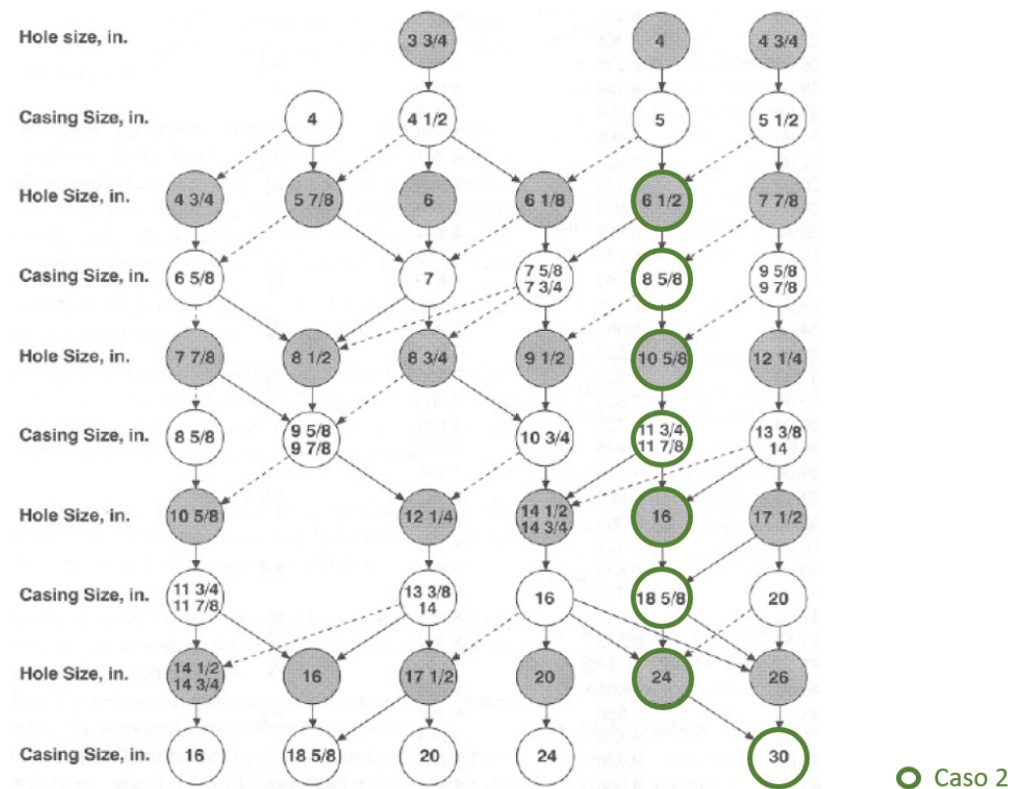 Hole size, in. 3 3/4 4 4 3/4
Casing Size, in. 4 4 1/2 5 5 1/2
Hole Size, in. 4 3/4 5 7/8 6 6 1/8 6 1/2 7 7/8
Casing Size, in. 6 5/8 7 7 5/8 7 3/4 8 5/8 9 5/8 9 7/8
Hole Size, in. 7 7/8 8 1/2 8 3/4 9 1/2 10 5/8 12 1/4
Casing Size, in. 8 5/8 9 5/8 9 7/8 10 3/4 11 3/4 11 7/8 13 3/8 14
Hole Size, in. 10 5/8 12 1/4 14 1/2 14 3/4 16 17 1/2
Casing Size, in. 11 3/4 11 7/8 13 3/8 14 16 18 5/8 20
Hole Size, in. 14 1/2 14 3/4 16 17 1/2 20 24 26
Casing Size, in. 16 18 5/8 20 24 30
Caso 2